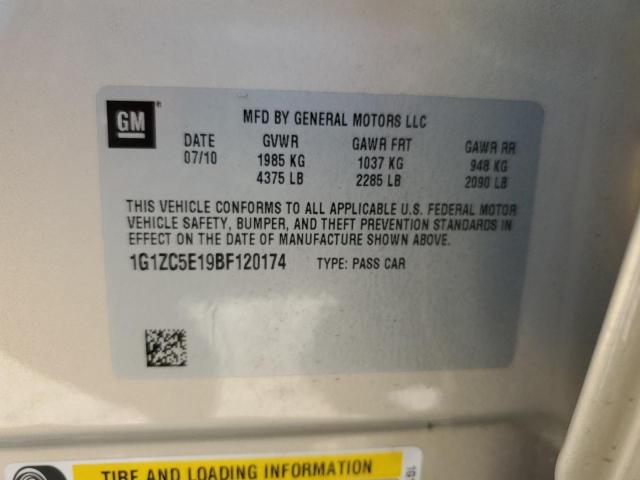 GM
MFD BY GENERAL MOTORS LLC
DATE GVWR GAWR FRT GAWR RR
07/10 1985 KG 1037 KG 948 KG
4375 LB 2285 LB 2090 LB
THIS VEHICLE CONFORMS TO ALL APPLICABLE U.S. FEDERAL MOTOR
VEHICLE SAFETY, BUMPER, AND THEFT PREVENTION STANDARDS IN
EFFECT ON THE DATE OF MANUFACTURE SHOWN ABOVE.
1G1ZC5E19BF120174 TYPE: PASS CAR
TIRE AND LOADING INFORMATION